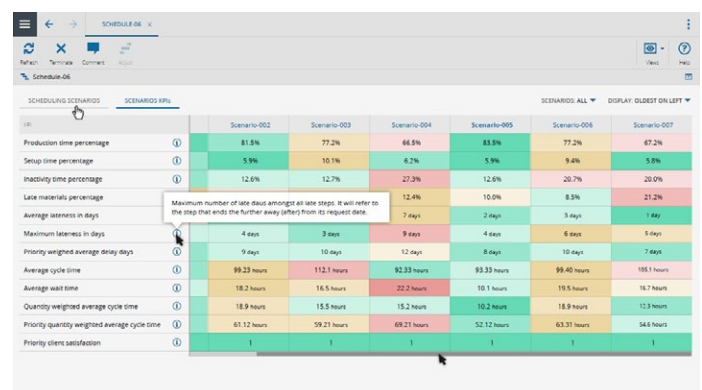 SCHEDULE-06 ×
Refresh Terminate Comment Adjust Views Help
Schedule-06
SCHEDULING SCENARIOS SCENARIOS KPIs SCENARIOS: ALL DISPLAY: OLDEST ON LEFT
KPI Scenario-002 Scenario-003 Scenario-004 Scenario-005 Scenario-006 Scenario-007
Production time percentage 81.5% 77.2% 66.5% 83.5% 77.2% 67.2%
Setup time percentage 5.9% 10.1% 6.2% 5.9% 9.4% 5.8%
Inactivity time percentage 12.6% 12.7% 27.3% 12.6% 20.7% 20.0%
Late materials percentage 12.4% 10.0% 8.5% 21.2%
Maximum number of late daus amongst all late steps. It will refer to
the step that ends the further away (after) from its request date.
Average lateness in days 7 days 2 days 3 days 1 day
Maximum lateness in days 4 days 3 days 9 days 4 days 6 days 5 days
Priority weighed average delay days 9 days 10 days 12 days 8 days 10 days 7 days
Average cycle time 99.23 hours 112.1 hours 92.33 hours 93.33 hours 99.40 hours 105.1 hours
Average wait time 18.2 hours 16.5 hours 22.2 hours 10.1 hours 19.5 hours 16.7 hours
Quantity weighted average cycle time 18.9 hours 15.5 hours 15.2 hours 10.2 hours 18.9 hours 12.3 hours
Priority quantity weighted average cycle time 61.12 hours 59.21 hours 69.21 hours 52.12 hours 63.31 hours 54.6 hours
Priority client satisfaction 1 1 1 1 1 1